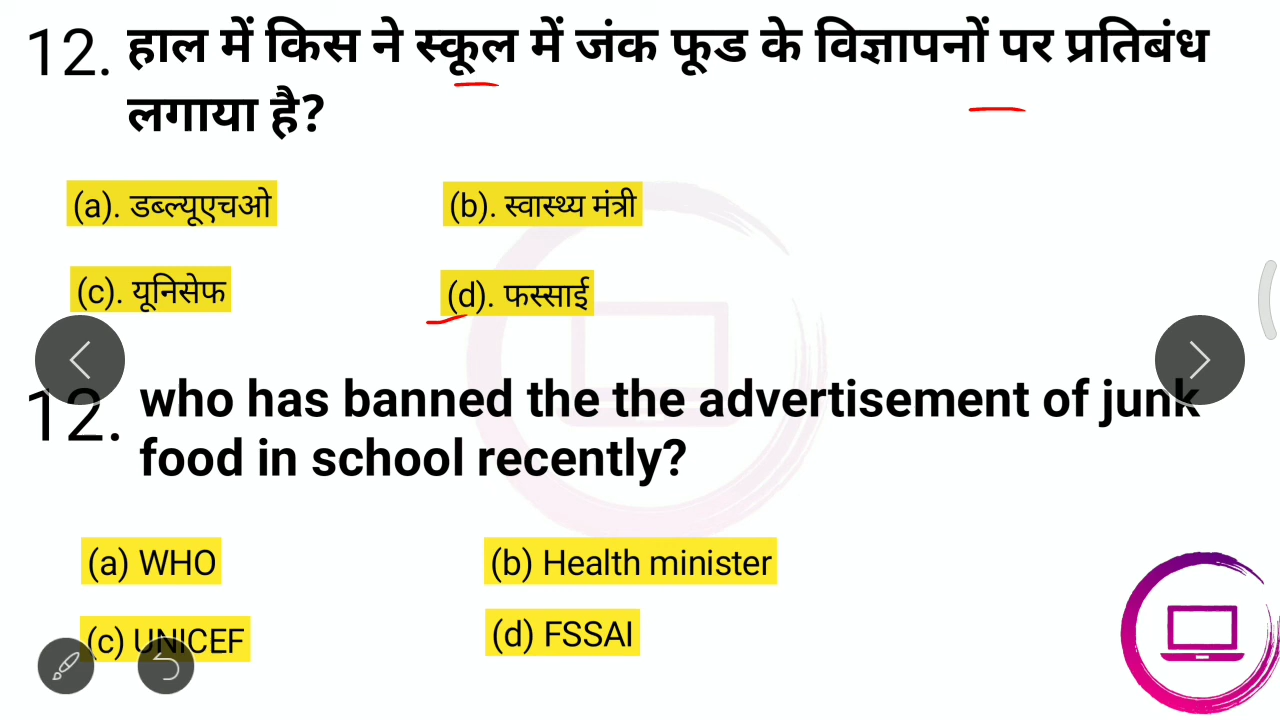 12. हाल में किस ने स्कूल में जंक फूड के विज्ञापनों पर प्रतिबंध
लगाया है?
(a). डब्ल्यूएचओ (b). स्वास्थ्य मंत्री
(c). यूनिसेफ (d). फस्साई
12. who has banned the the advertisement of junk
food in school recently?
(a) WHO (b) Health minister
(c) UNICEF (d) FSSAI